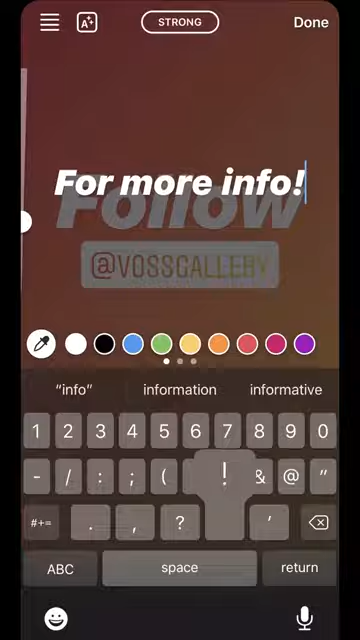 STRONG
Done
For more info!
Follow
@VOSSGALLERY
“info”
information
informative
1 2 3 4 5 6 7 8 9 0
- / : ; ( ! & @ "
#+= . , ? '
ABC space return